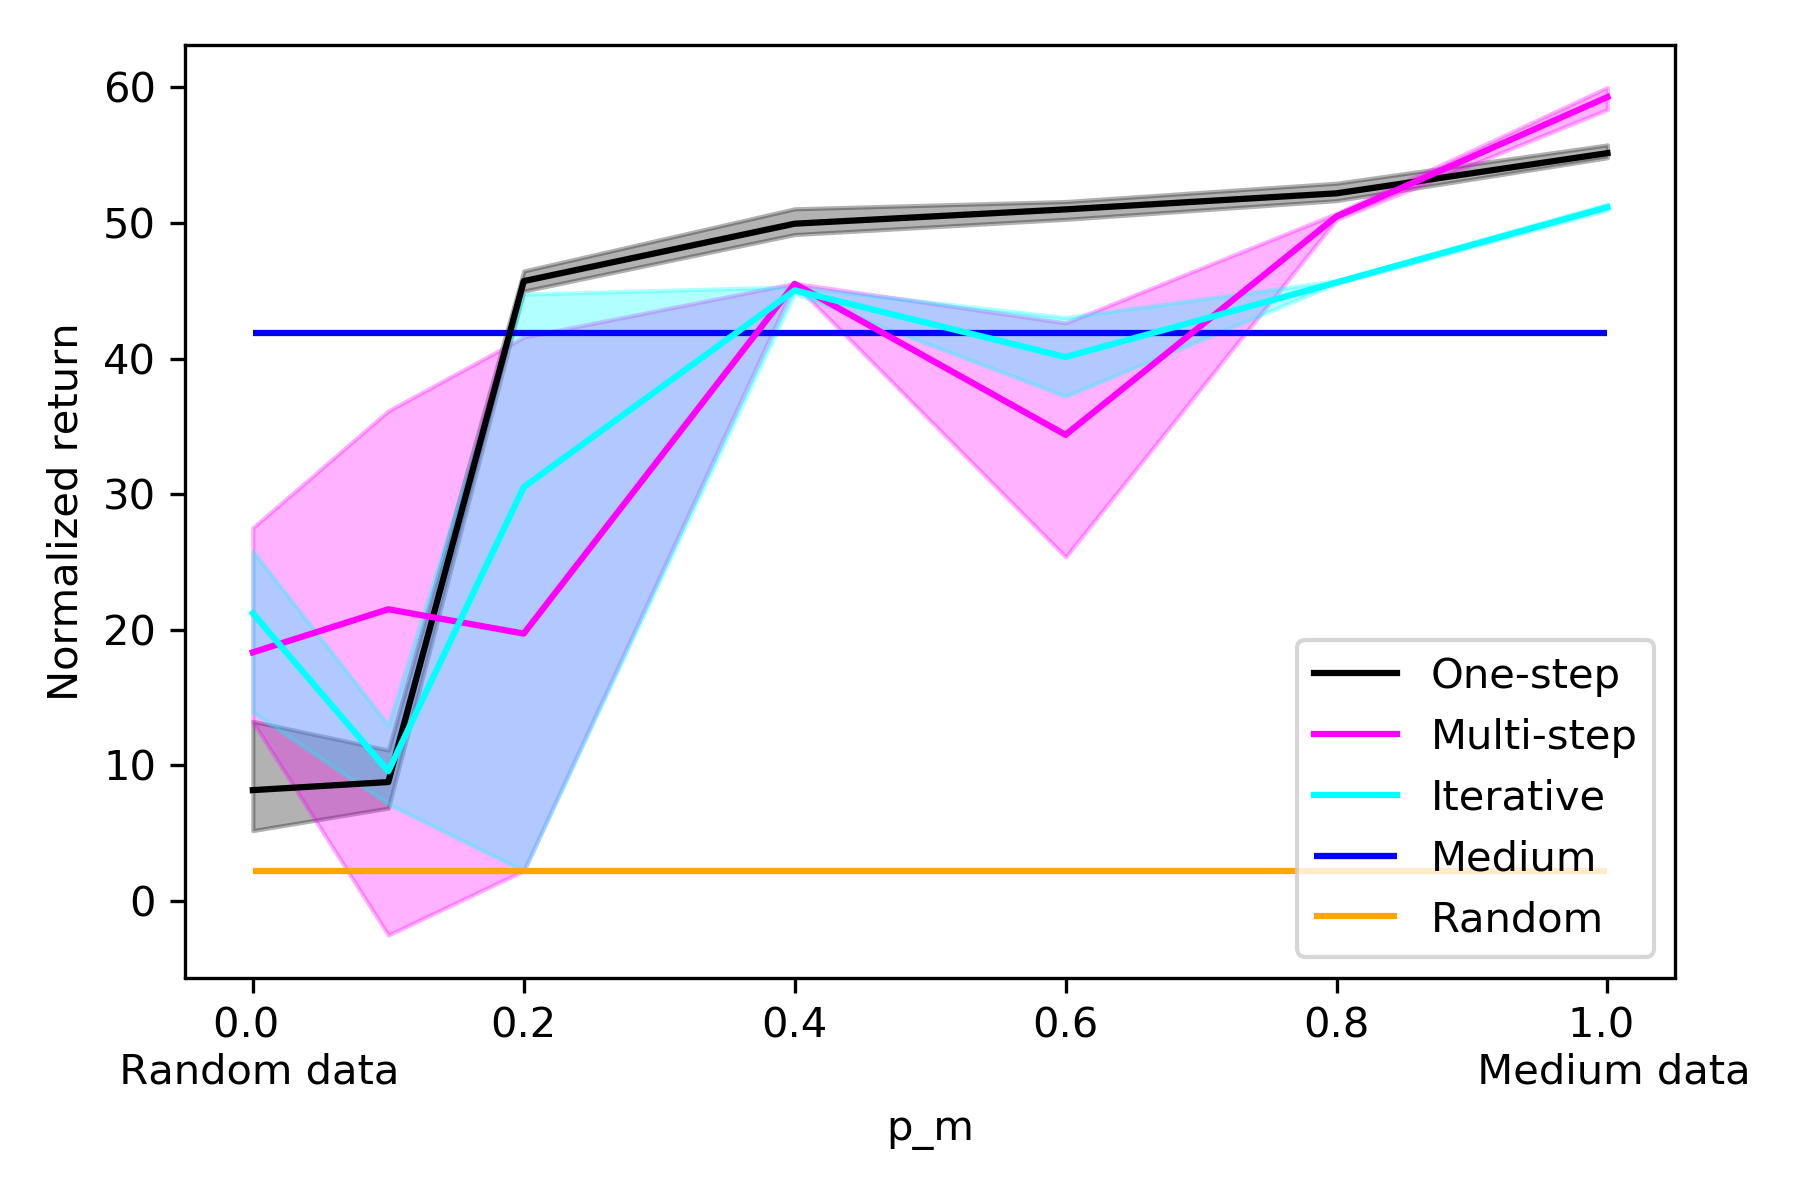 60
50
40
30
20
10
0
Normalized return
One-step
Multi-step
Iterative
Medium
Random
0.0 0.2 0.4 0.6 0.8 1.0
Random data Medium data
p_m